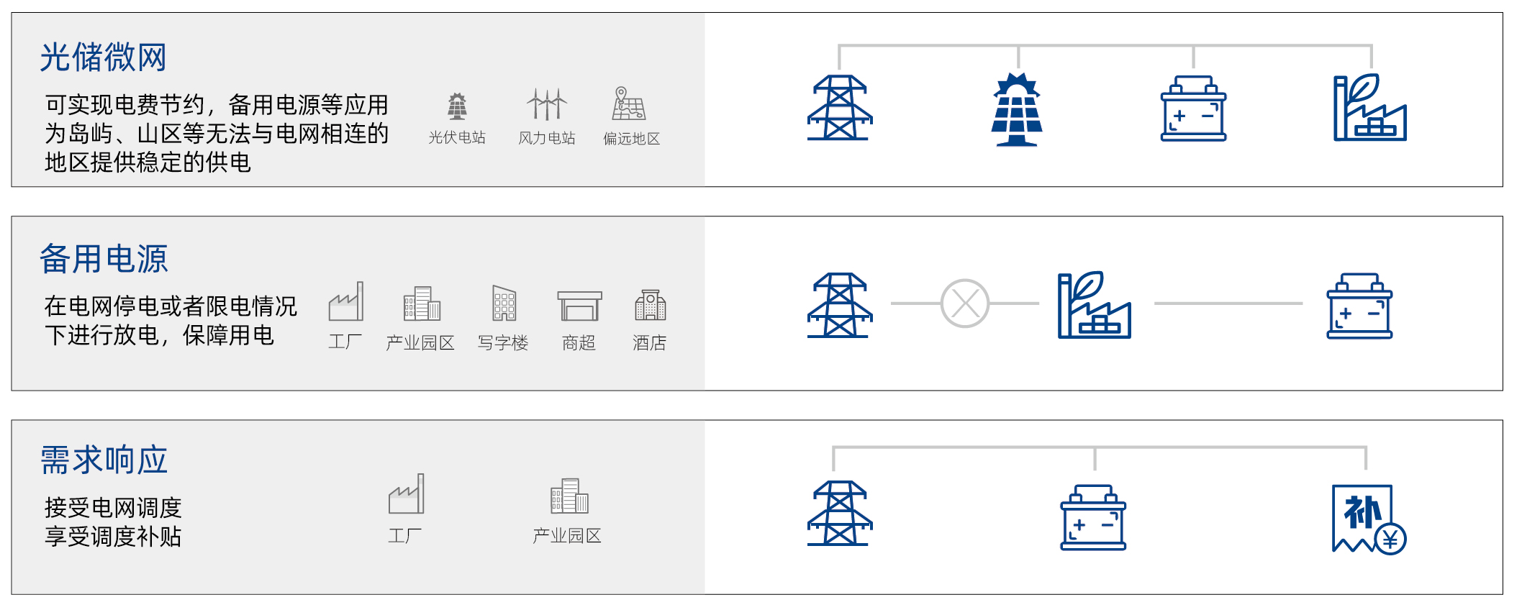 光储微网
可实现电费节约，备用电源等应用
为岛屿、山区等无法与电网相连的
地区提供稳定的供电
光伏电站
风力电站
偏远地区
备用电源
在电网停电或者限电情况
下进行放电，保障用电
工厂
产业园区
写字楼
商超
酒店
需求响应
接受电网调度
享受调度补贴
工厂
产业园区
补
¥